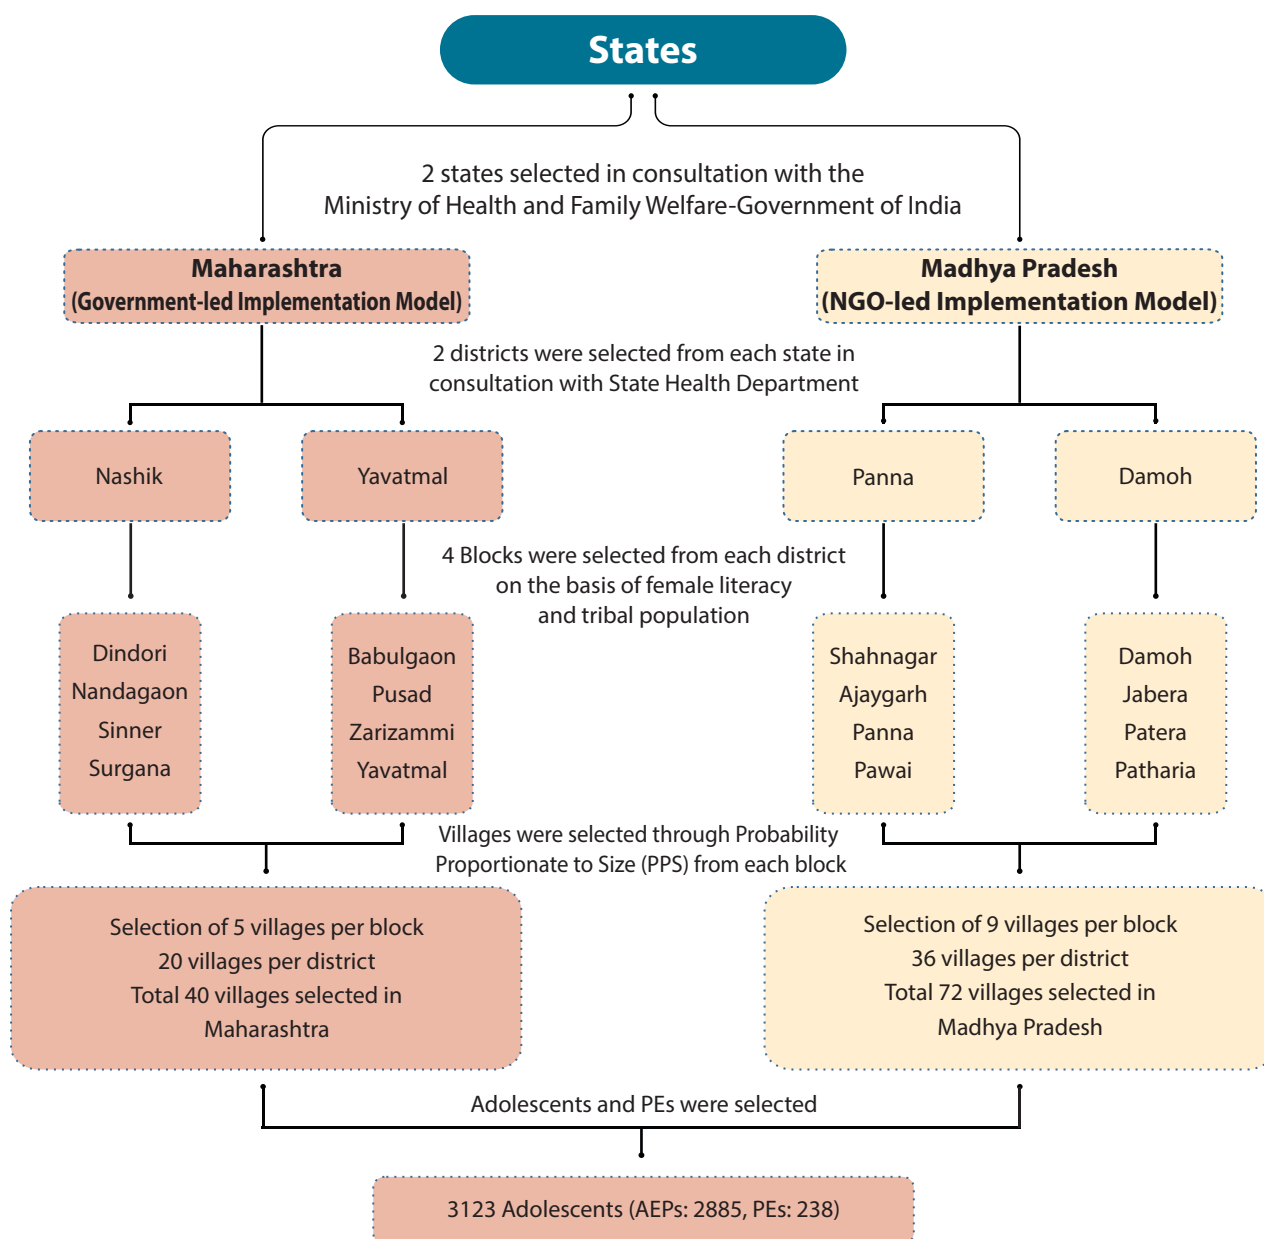 States
2 states selected in consultation with the
Ministry of Health and Family Welfare-Government of India
Maharashtra
(Government-led Implementation Model)
Madhya Pradesh
(NGO-led Implementation Model)
2 districts were selected from each state in
consultation with State Health Department
Nashik
Yavatmal
Panna
Damoh
4 Blocks were selected from each district
on the basis of female literacy
and tribal population
Dindori
Nandagaon
Sinner
Surgana
Babulgaon
Pusad
Zarizammi
Yavatmal
Shahnagar
Ajaygarh
Panna
Pawai
Damoh
Jabera
Patera
Patharia
Villages were selected through Probability
Proportionate to Size (PPS) from each block
Selection of 5 villages per block
20 villages per district
Total 40 villages selected in
Maharashtra
Selection of 9 villages per block
36 villages per district
Total 72 villages selected in
Madhya Pradesh
Adolescents and PEs were selected
3123 Adolescents (AEPs: 2885, PEs: 238)